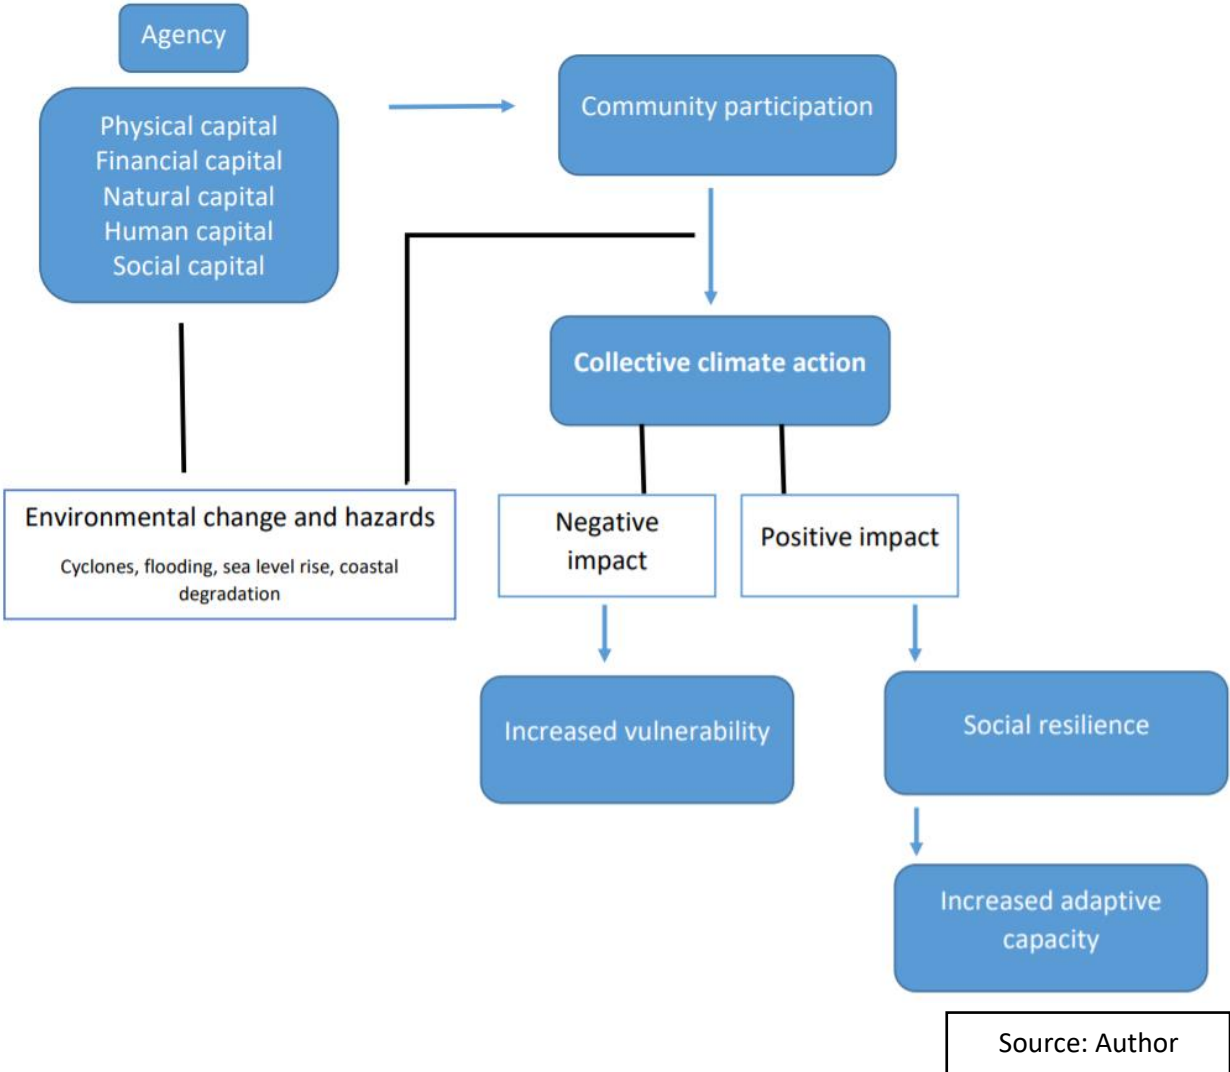 Agency
Physical capital
Financial capital
Natural capital
Human capital
Social capital
Community participation
Collective climate action
Environmental change and hazards
Cyclones, flooding, sea level rise, coastal
degradation
Negative
impact
Positive impact
Increased vulnerability
Social resilience
Increased adaptive
capacity
Source: Author